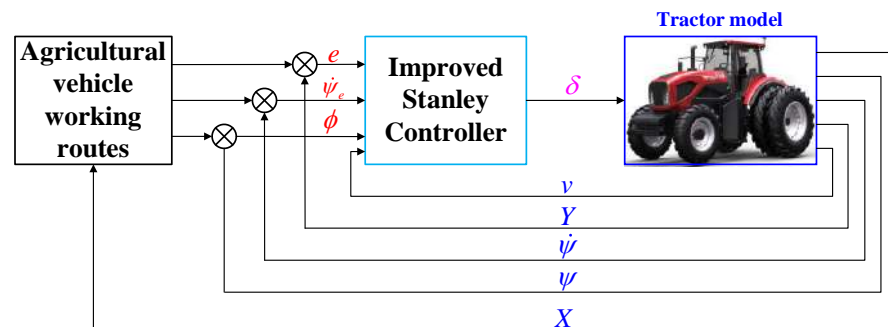 Tractor model
Agricultural
vehicle
working
routes
e
ψ̇ₑ
ϕ
Improved
Stanley
Controller
δ
v
Y
ψ̇
ψ
X